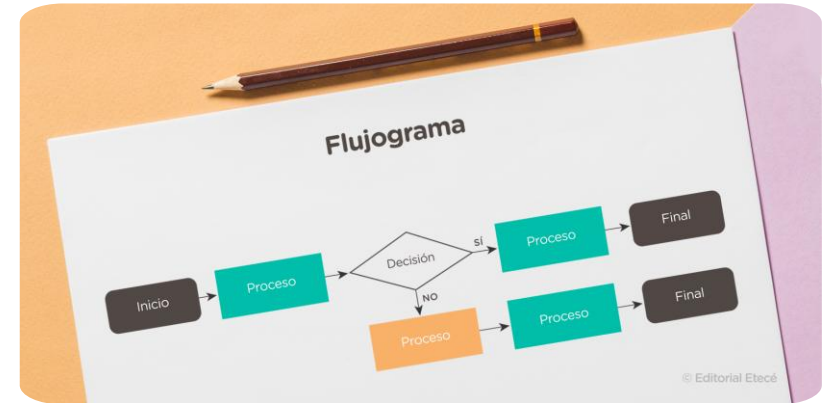 Flujograma
Inicio
Proceso
Decisión
SÍ
Proceso
Final
NO
Proceso
Proceso
Final
© Editorial Etecé